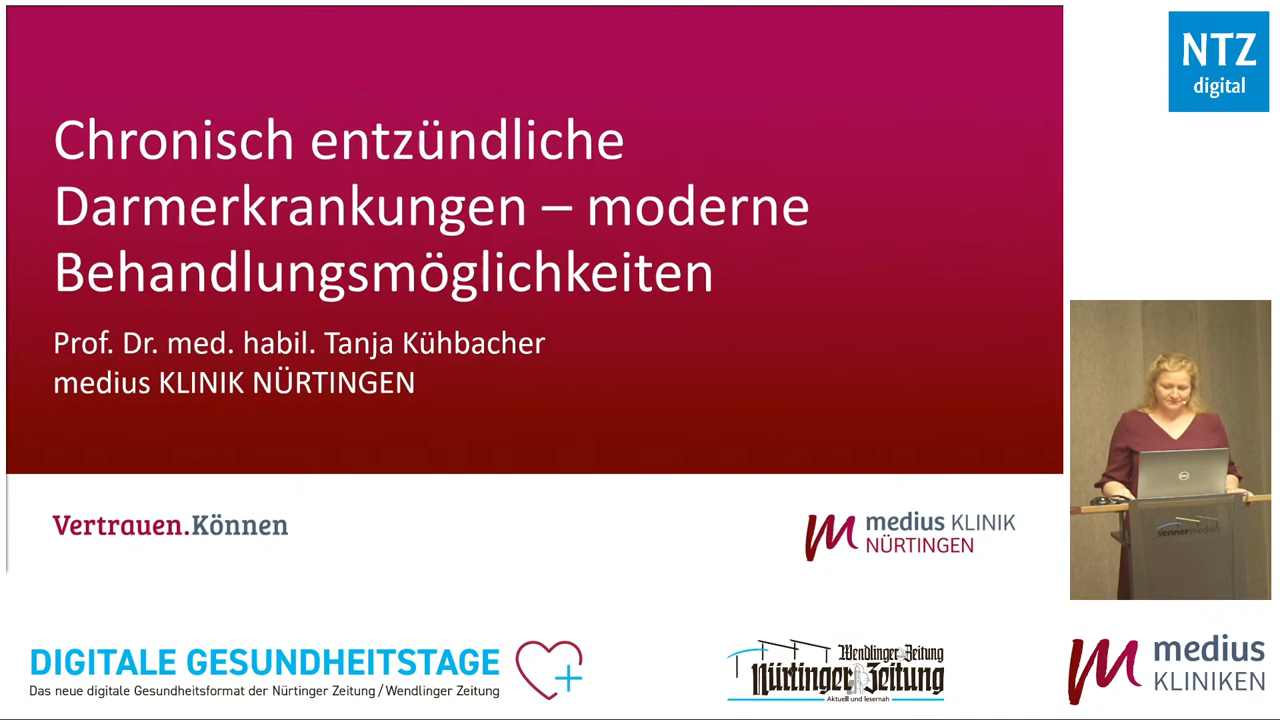 Chronisch entzündliche
Darmerkrankungen – moderne
Behandlungsmöglichkeiten
Prof. Dr. med. habil. Tanja Kühbacher
medius KLINIK NÜRTINGEN
Vertrauen.Können
medius KLINIK
NÜRTINGEN
NTZ
digital
sennermedien
DIGITALE GESUNDHEITSTAGE
Das neue digitale Gesundheitsformat der Nürtinger Zeitung / Wendlinger Zeitung
Wendlinger Zeitung
Nürtinger Zeitung
Aktuell und lesernah
medius
KLINIKEN